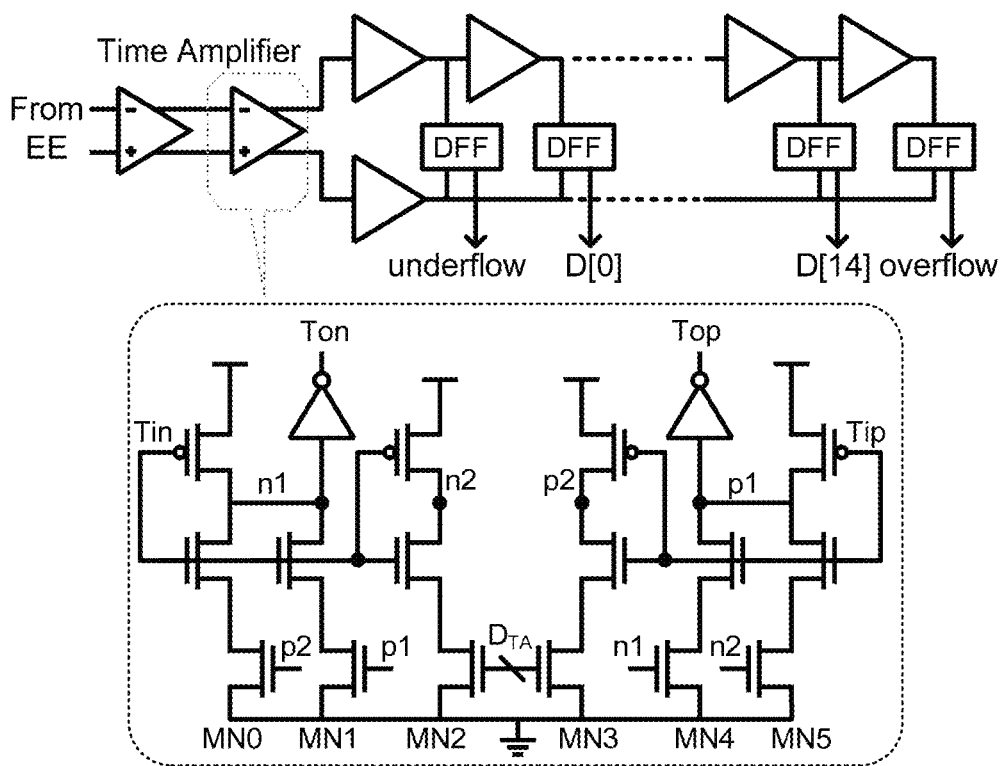 Time Amplifier
From
EE
-
+
-
+
DFF
DFF
DFF
DFF
underflow
D[0]
D[14]
overflow
Ton
Top
Tin
n1
n2
p2
p1
Tip
p2
p1
DTA
n1
n2
MN0
MN1
MN2
MN3
MN4
MN5